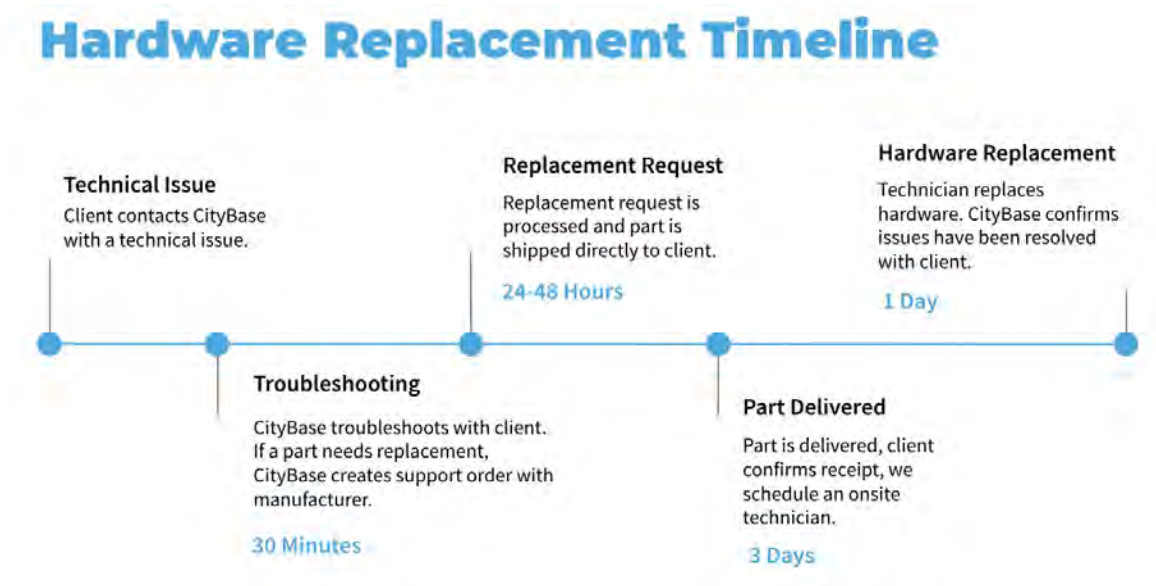 Hardware Replacement Timeline
Technical Issue
Client contacts CityBase
with a technical issue.
Troubleshooting
CityBase troubleshoots with client.
If a part needs replacement,
CityBase creates support order with
manufacturer.
30 Minutes
Replacement Request
Replacement request is
processed and part is
shipped directly to client.
24-48 Hours
Part Delivered
Part is delivered, client
confirms receipt, we
schedule an onsite
technician.
3 Days
Hardware Replacement
Technician replaces
hardware. CityBase confirms
issues have been resolved
with client.
1 Day